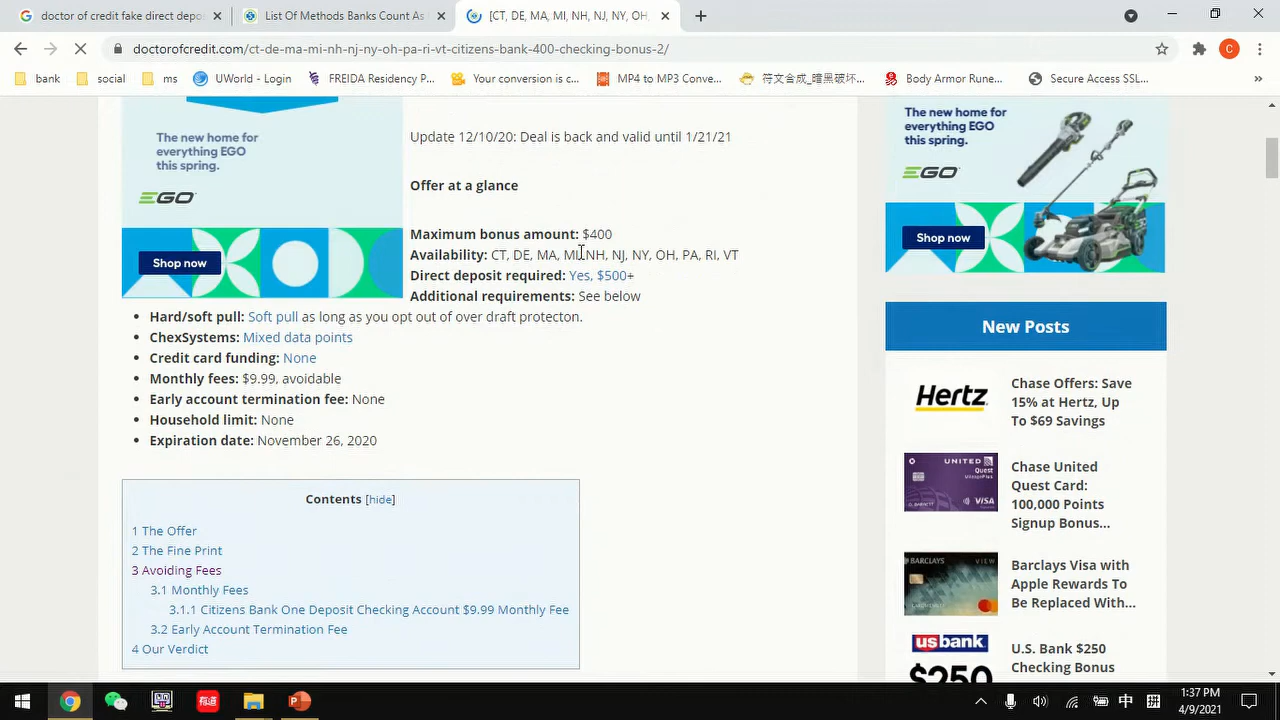 doctor of credit fake direct depos
List Of Methods Banks Count As
[CT, DE, MA, MI, NH, NJ, NY, OH,
doctorofcredit.com/ct-de-ma-mi-nh-nj-ny-oh-pa-ri-vt-citizens-bank-400-checking-bonus-2/
C
bank
social
ms
UWorld - Login
FREIDA Residency P...
Your conversion is c...
MP4 to MP3 Conve...
符文合成_暗黑破坏...
Body Armor Rune...
Secure Access SSL...
»
The new home for
everything EGO
this spring.
EGO
Shop now
Update 12/10/20: Deal is back and valid until 1/21/21
Offer at a glance
Maximum bonus amount: $400
Availability: CT, DE, MA, MI, NH, NJ, NY, OH, PA, RI, VT
Direct deposit required: Yes, $500+
Additional requirements: See below
Hard/soft pull: Soft pull as long as you opt out of over draft protecton.
ChexSystems: Mixed data points
Credit card funding: None
Monthly fees: $9.99, avoidable
Early account termination fee: None
Household limit: None
Expiration date: November 26, 2020
Contents [hide]
1 The Offer
2 The Fine Print
3 Avoiding Fees
3.1 Monthly Fees
3.1.1 Citizens Bank One Deposit Checking Account $9.99 Monthly Fee
3.2 Early Account Termination Fee
4 Our Verdict
The new home for
everything EGO
this spring.
EGO
Shop now
New Posts
Hertz
Chase Offers: Save
15% at Hertz, Up
To $69 Savings
UNITED
Quest
VISA
Chase United
Quest Card:
100,000 Points
Signup Bonus...
BARCLAYS
VIEW
Barclays Visa with
Apple Rewards To
Be Replaced With...
usbank
$250
U.S. Bank $250
Checking Bonus
中
拼
1:37 PM
4/9/2021